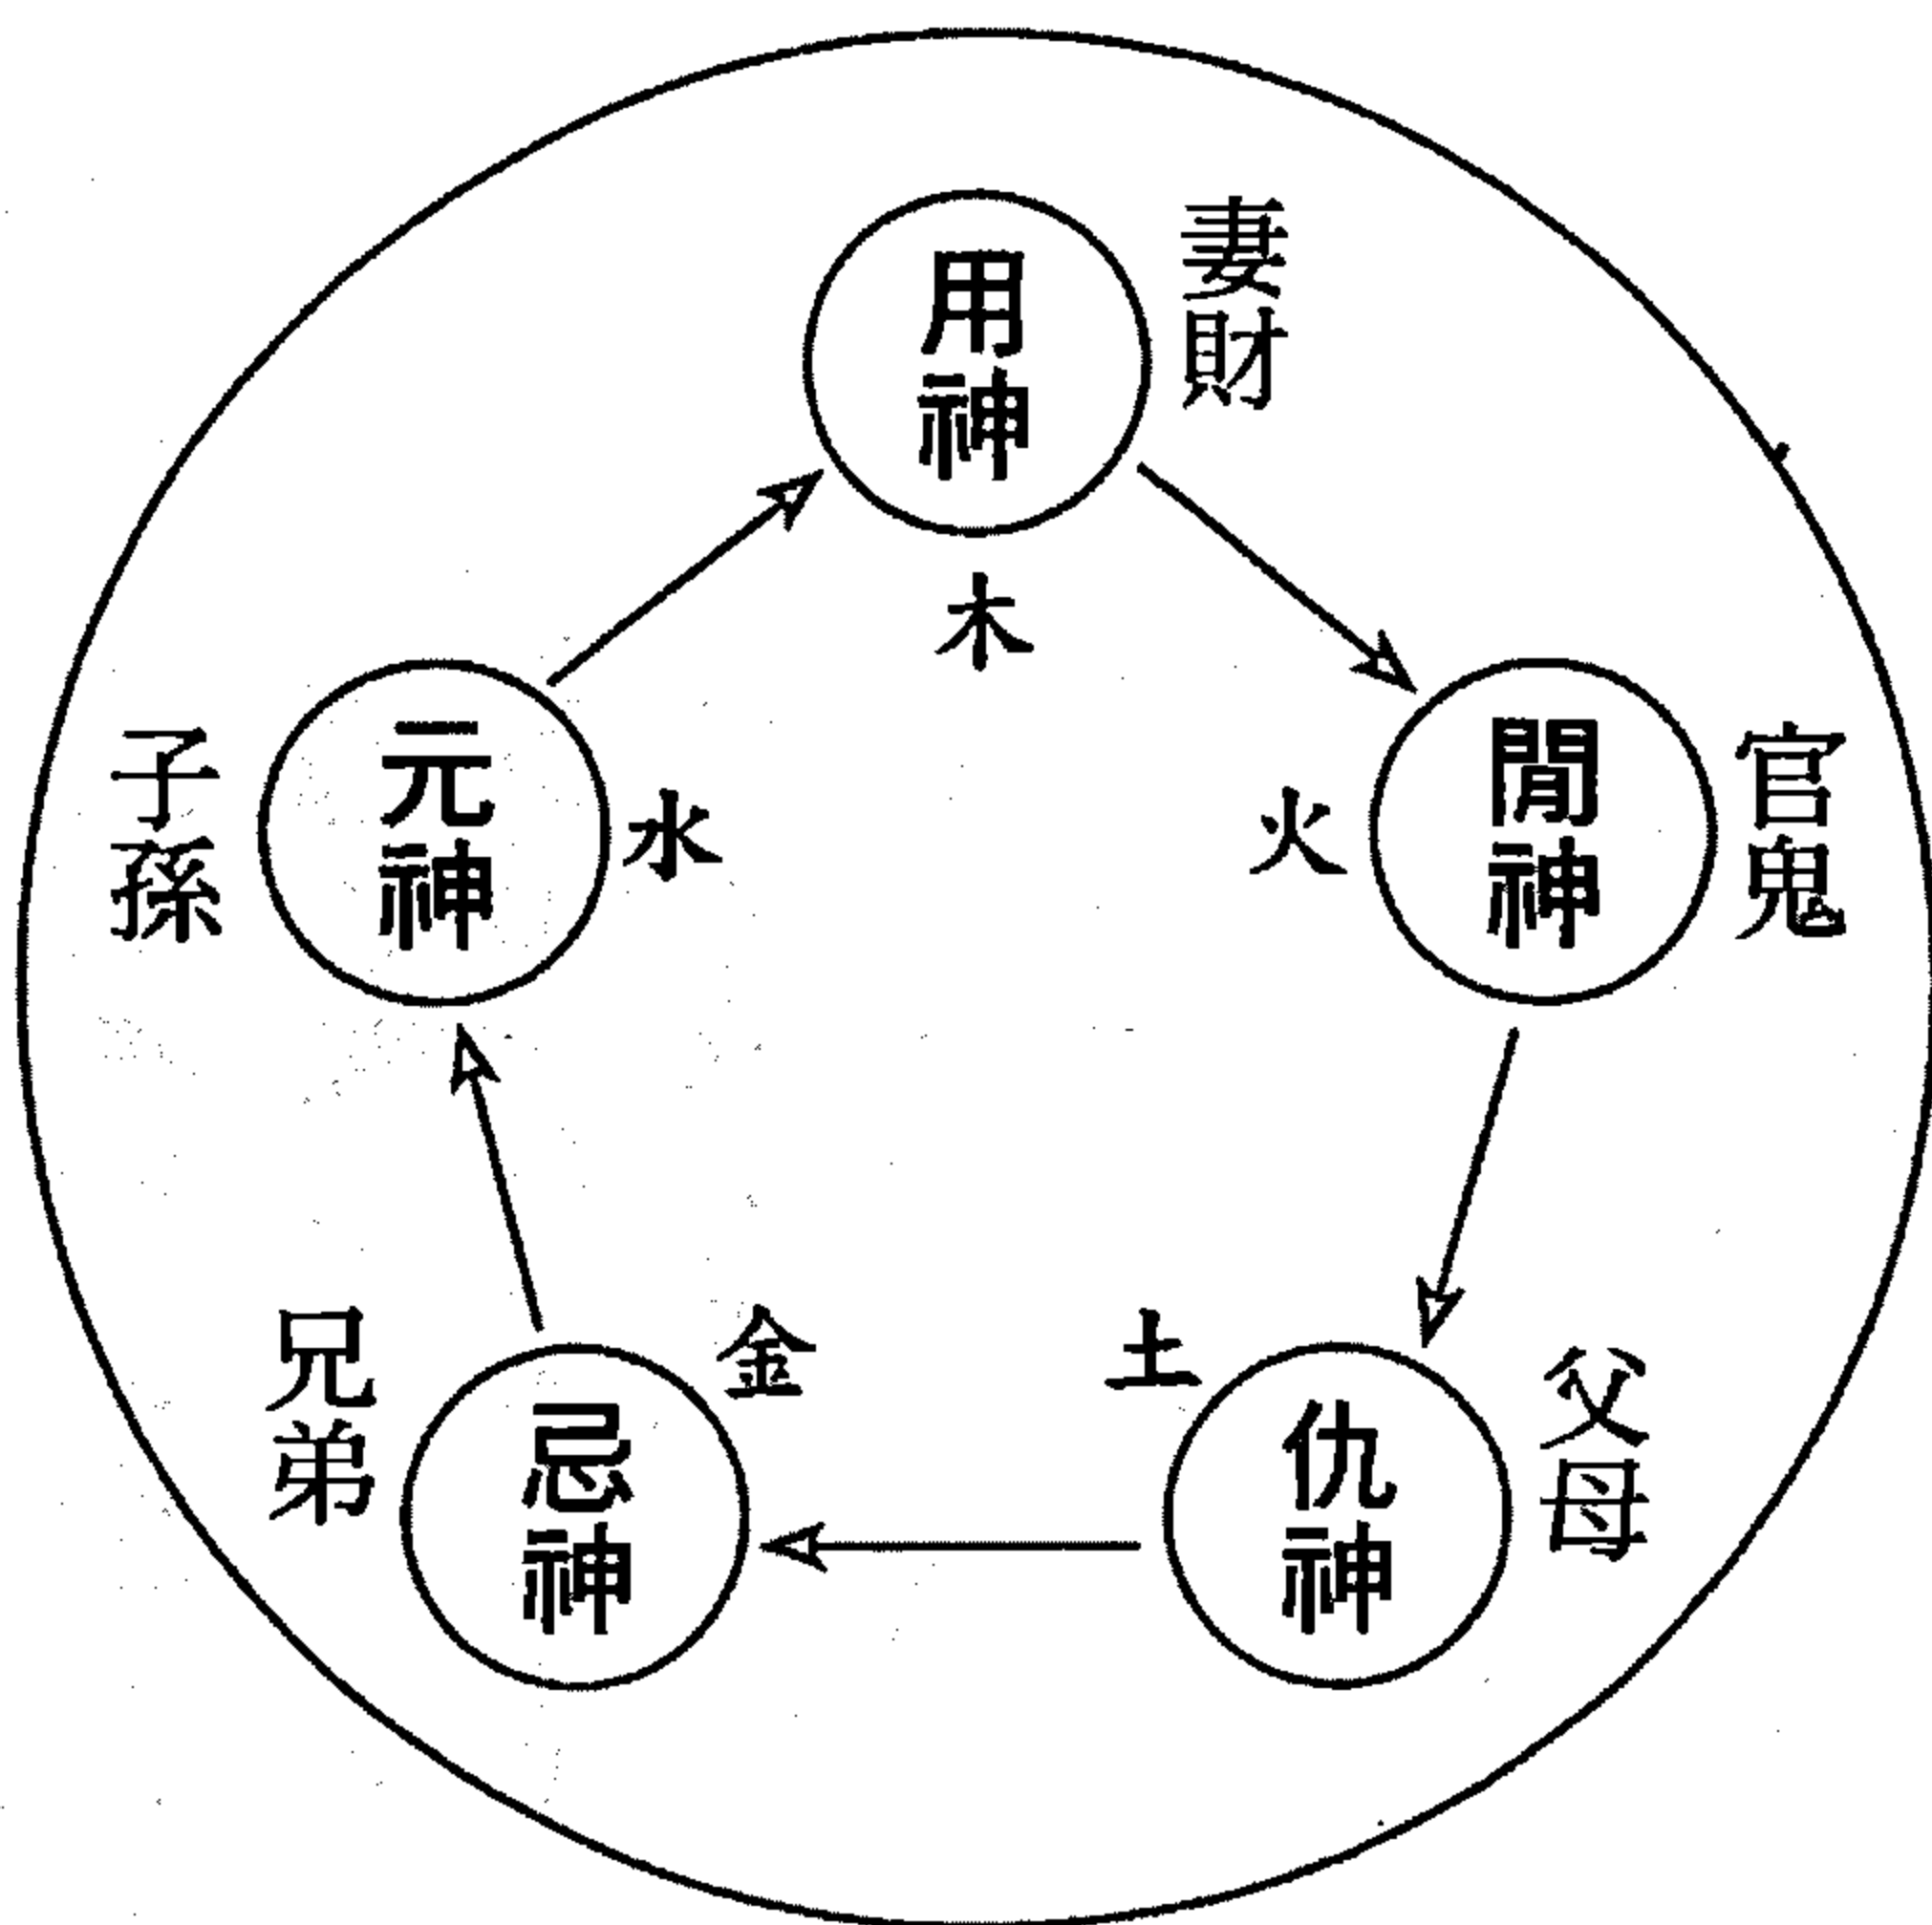 用神
妻財
木
閒神
官鬼
火
仇神
父母
土
忌神
兄弟
金
元神
子孫
水